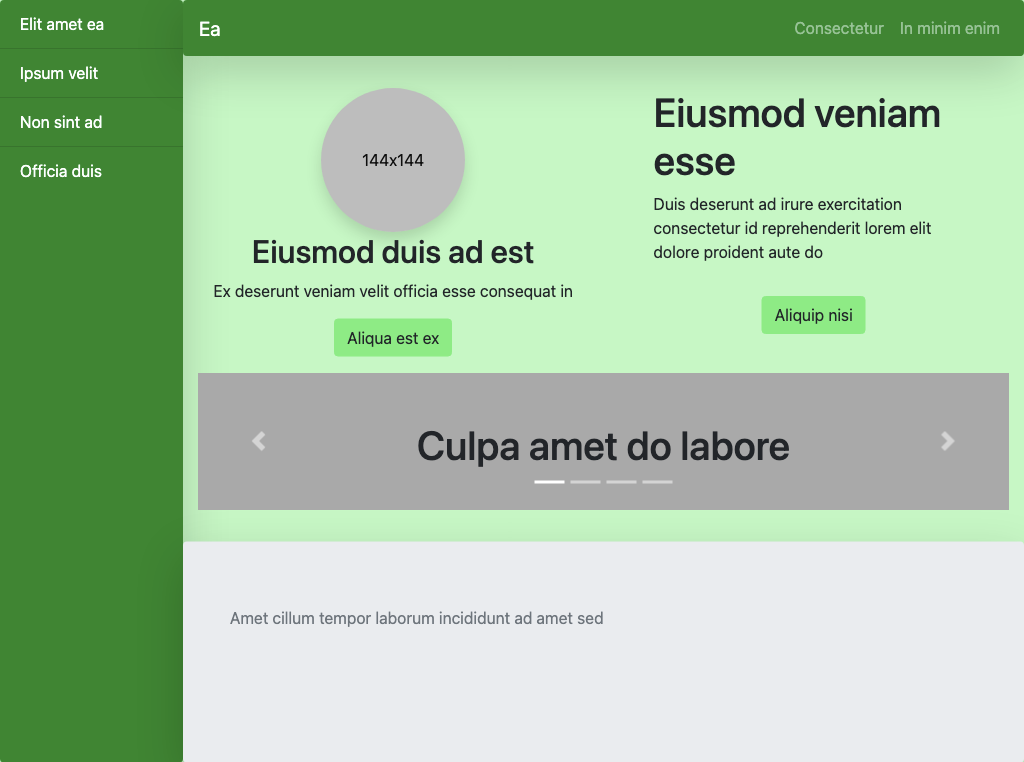 Elit amet ea
Ipsum velit
Non sint ad
Officia duis
Ea
Consectetur
In minim enim
144x144
Eiusmod duis ad est
Ex deserunt veniam velit officia esse consequat in
Aliqua est ex
Eiusmod veniam
esse
Duis deserunt ad irure exercitation
consectetur id reprehenderit lorem elit
dolore proident aute do
Aliquip nisi
Culpa amet do labore
Amet cillum tempor laborum incididunt ad amet sed